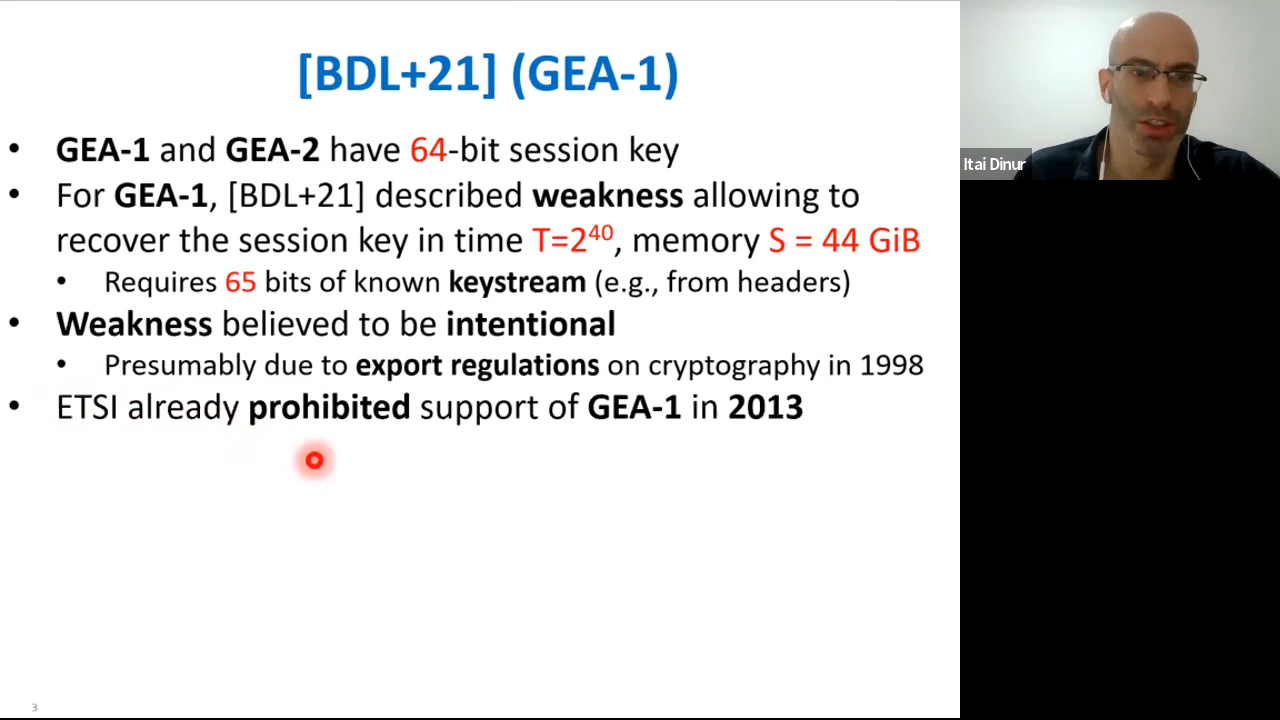 [BDL+21] (GEA-1)
• GEA-1 and GEA-2 have 64-bit session key
• For GEA-1, [BDL+21] described weakness allowing to
recover the session key in time T=2⁴⁰, memory S = 44 GiB
• Requires 65 bits of known keystream (e.g., from headers)
• Weakness believed to be intentional
• Presumably due to export regulations on cryptography in 1998
• ETSI already prohibited support of GEA-1 in 2013
3
Itai Dinur